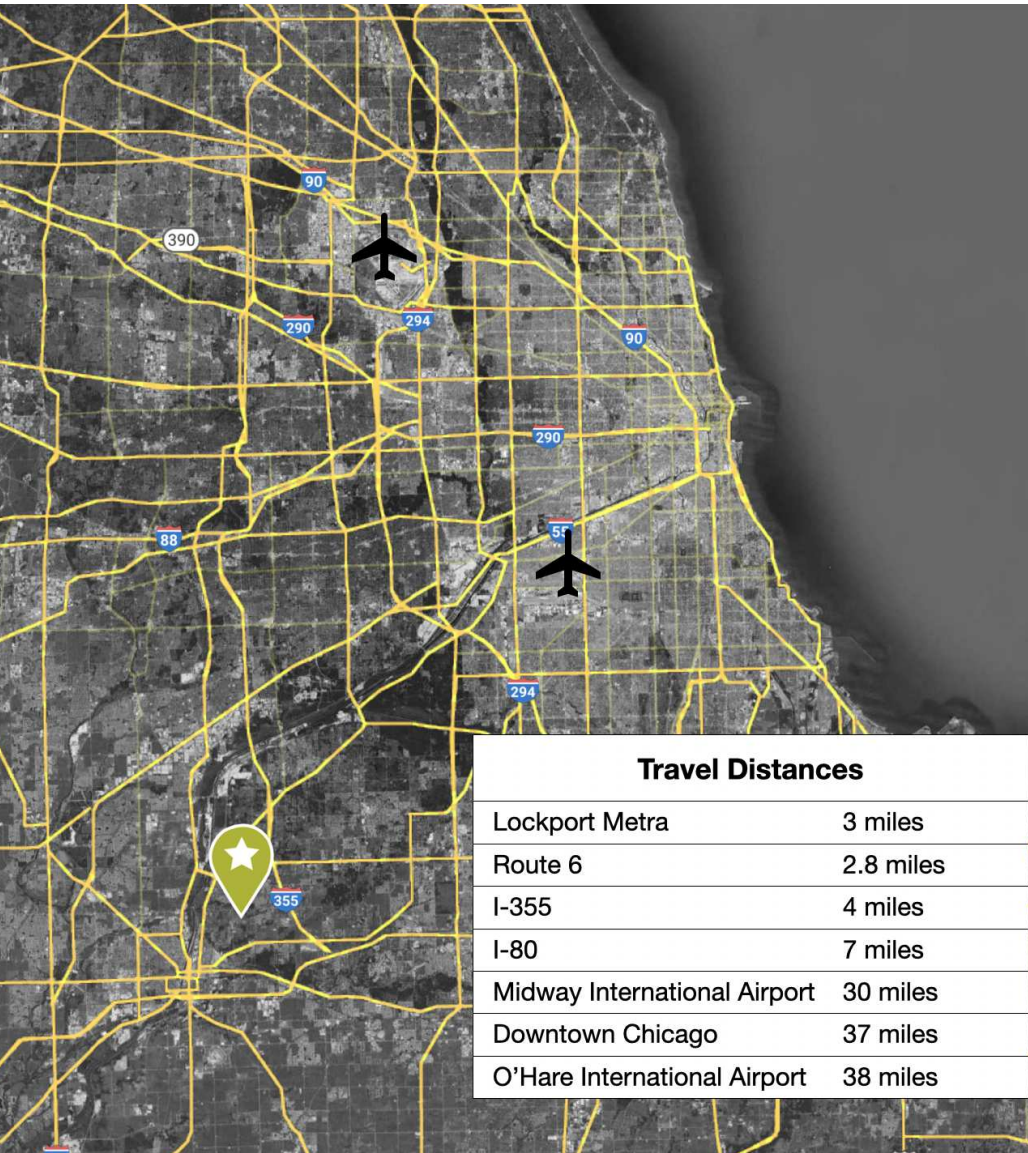 90
390
290
294
90
290
55
88
294
355
Travel Distances
Lockport Metra 3 miles
Route 6 2.8 miles
I-355 4 miles
I-80 7 miles
Midway International Airport 30 miles
Downtown Chicago 37 miles
O'Hare International Airport 38 miles